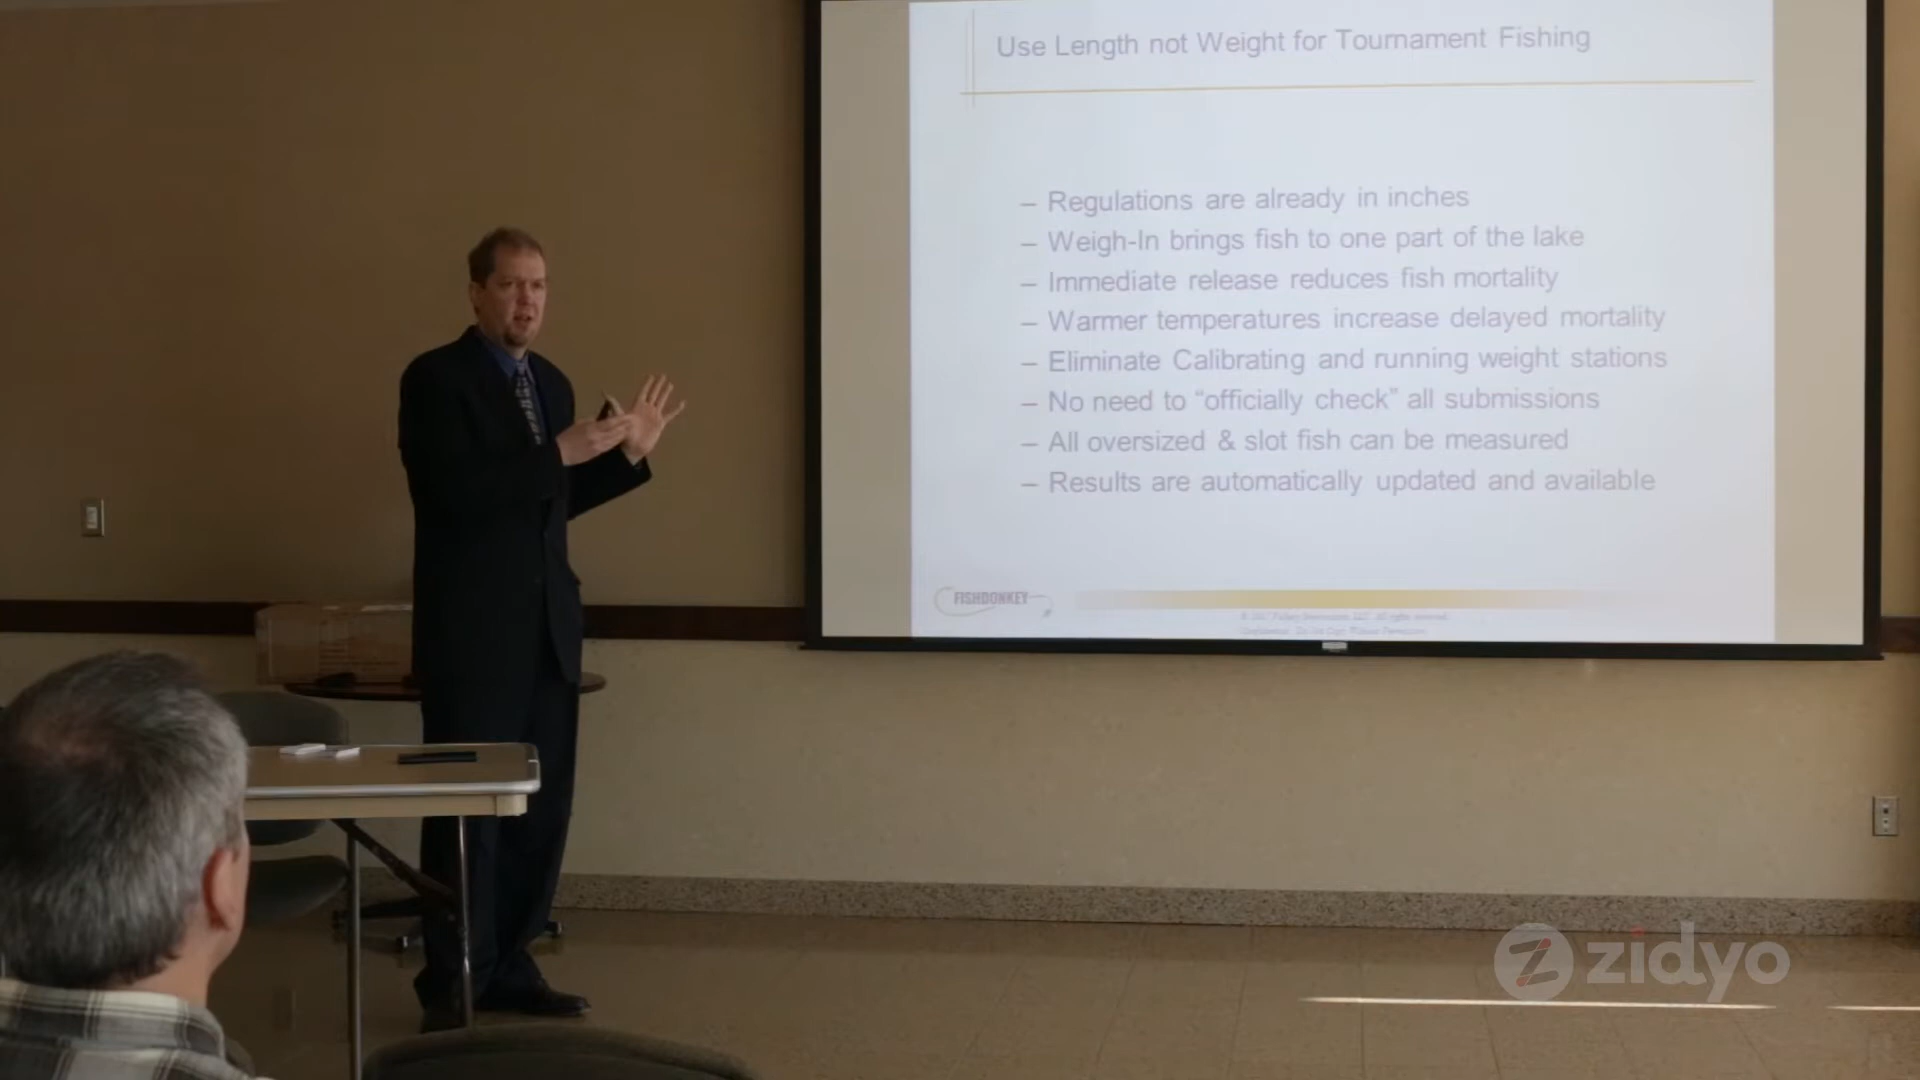 Use Length not Weight for Tournament Fishing
– Regulations are already in inches
– Weigh-In brings fish to one part of the lake
– Immediate release reduces fish mortality
– Warmer temperatures increase delayed mortality
– Eliminate Calibrating and running weight stations
– No need to “officially check” all submissions
– All oversized & slot fish can be measured
– Results are automatically updated and available
FISHDONKEY
zidyo